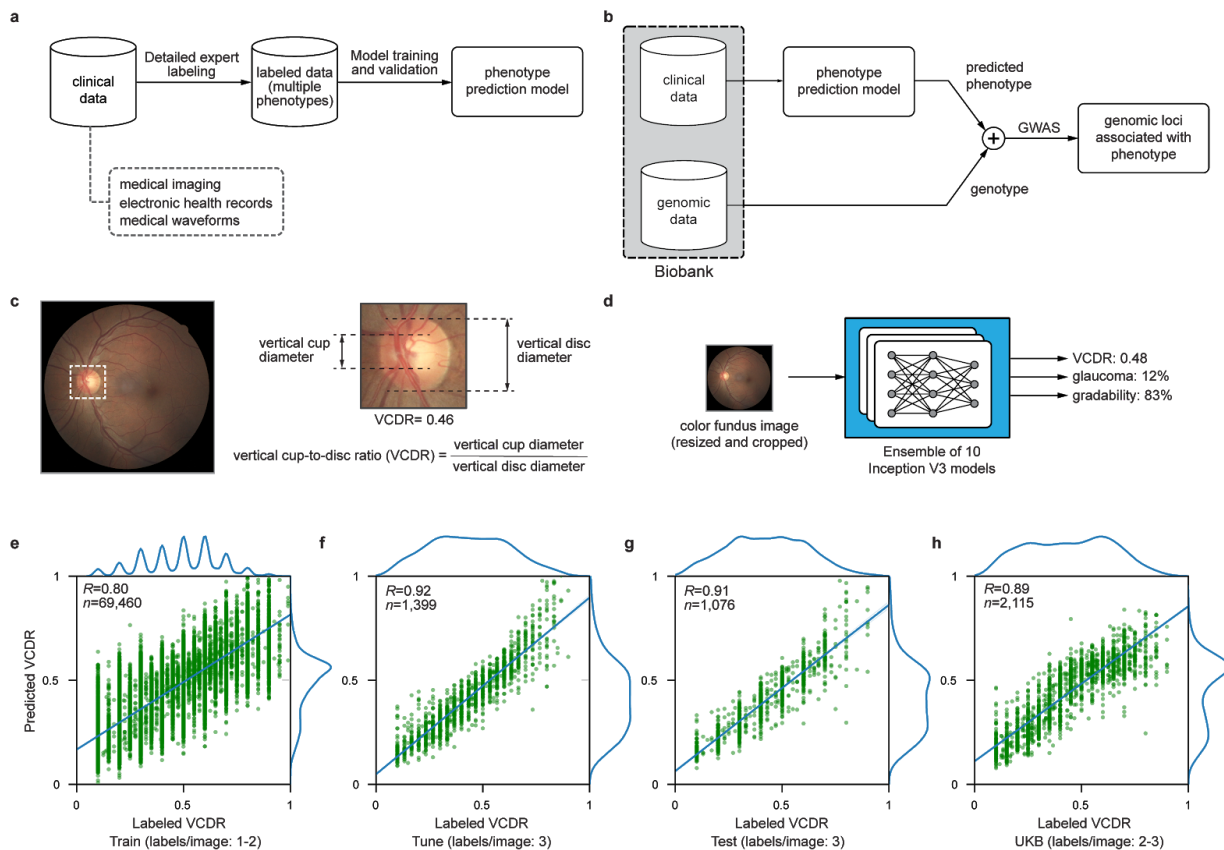 a
clinical
data
Detailed expert
labeling
labeled data
(multiple
phenotypes)
Model training
and validation
phenotype
prediction model
medical imaging
electronic health records
medical waveforms
b
clinical
data
phenotype
prediction model
predicted
phenotype
+
GWAS
genomic loci
associated with
phenotype
genomic
data
genotype
Biobank
c
vertical cup
diameter
vertical disc
diameter
VCDR= 0.46
vertical cup-to-disc ratio (VCDR) =
vertical cup diameter
vertical disc diameter
d
color fundus image
(resized and cropped)
Ensemble of 10
Inception V3 models
VCDR: 0.48
glaucoma: 12%
gradability: 83%
e
R=0.80
n=69,460
Predicted VCDR
1
0.5
0
0
0.5
1
Labeled VCDR
Train (labels/image: 1-2)
f
R=0.92
n=1,399
1
0.5
0
0
0.5
1
Labeled VCDR
Tune (labels/image: 3)
g
R=0.91
n=1,076
1
0.5
0
0
0.5
1
Labeled VCDR
Test (labels/image: 3)
h
R=0.89
n=2,115
1
0.5
0
0
0.5
1
Labeled VCDR
UKB (labels/image: 2-3)